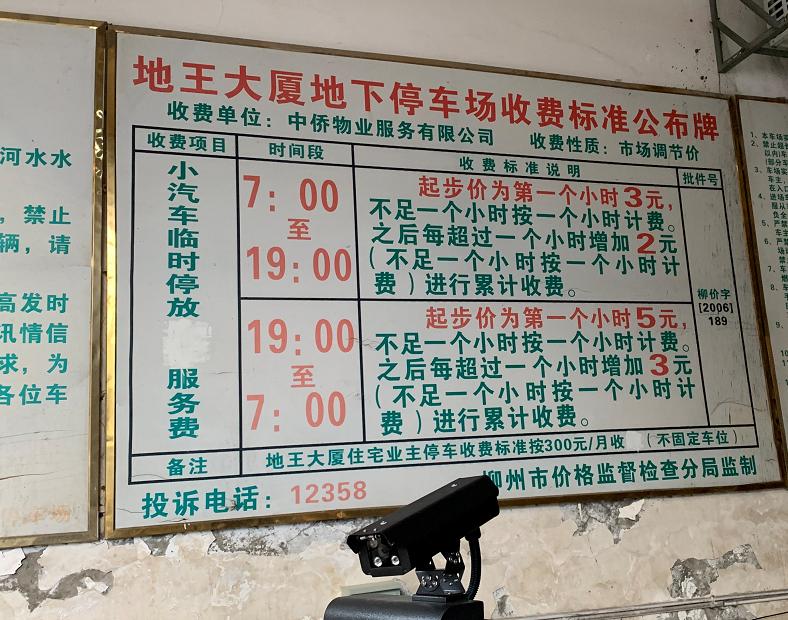 河水水
，禁止
辆，请
高发时
讯情信
求，为
各位车
地王大厦地下停车场收费标准公布牌
收费单位：中侨物业服务有限公司 收费性质：市场调节价
收费项目 时间段 收费标准说明 批件号
小汽车临时停放 服务费
7：00
至
19：00
起步价为第一个小时3元，
不足一个小时按一个小时计费。
之后每超过一个小时增加2元
（不足一个小时按一个小时计
费）进行累计收费。
19：00
至
7：00
起步价为第一个小时5元，
不足一个小时按一个小时计费。
之后每超过一个小时增加3元
（不足一个小时按一个小时计
费）进行累计收费。
柳价字
[2006]
189
备注 地王大厦住宅业主停车收费标准按300元/月收 （不固定车位）
投诉电话：12358
柳州市价格监督检查分局监制
1、本车场
2、禁止超